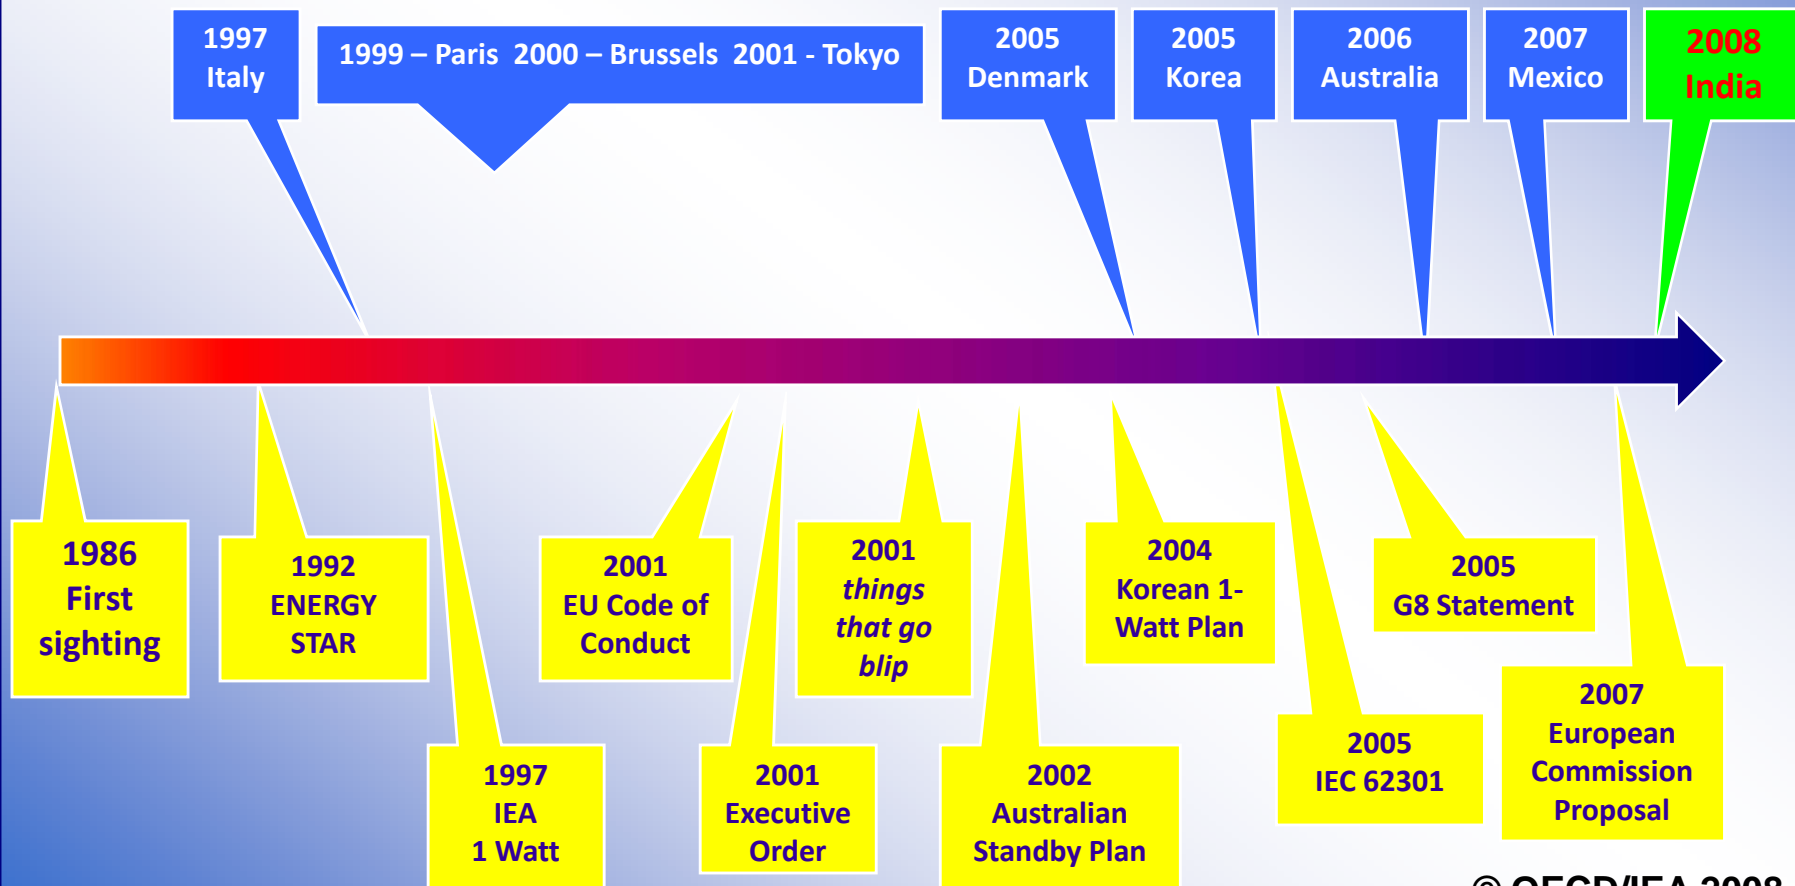 1997
Italy
1999 – Paris 2000 – Brussels 2001 - Tokyo
2005
Denmark
2005
Korea
2006
Australia
2007
Mexico
2008
India
1986
First
sighting
1992
ENERGY
STAR
1997
IEA
1 Watt
2001
EU Code of
Conduct
2001
Executive
Order
2001
things
that go
blip
2002
Australian
Standby Plan
2004
Korean 1-
Watt Plan
2005
IEC 62301
2005
G8 Statement
2007
European
Commission
Proposal
© OECD/IEA 2008